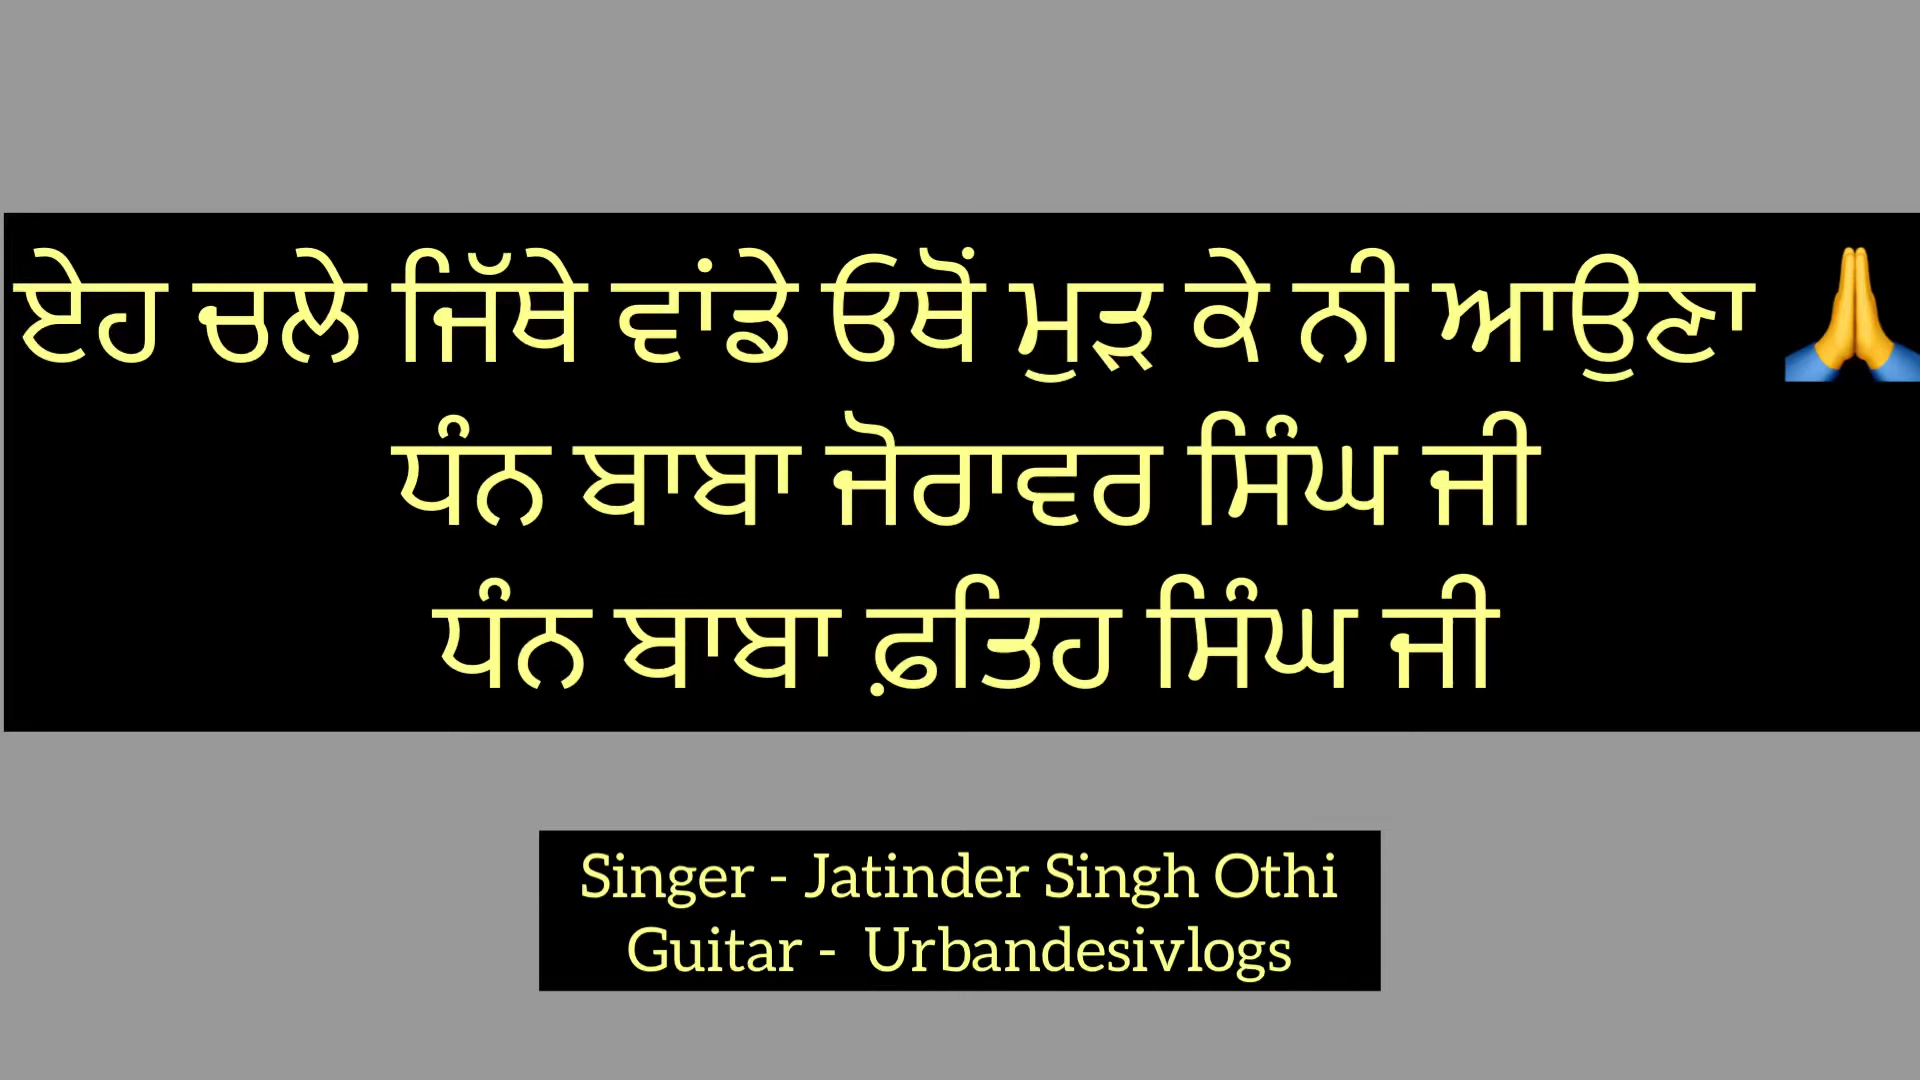 ਏਹ ਚਲੇ ਜਿੱਥੇ ਵਾਂਡੇ ਓਥੋਂ ਮੁੜ ਕੇ ਨੀ ਆਉਣਾ 🙏
ਧੰਨ ਬਾਬਾ ਜੋਰਾਵਰ ਸਿੰਘ ਜੀ
ਧੰਨ ਬਾਬਾ ਫ਼ਤਿਹ ਸਿੰਘ ਜੀ
Singer - Jatinder Singh Othi
Guitar - Urbandesivlogs